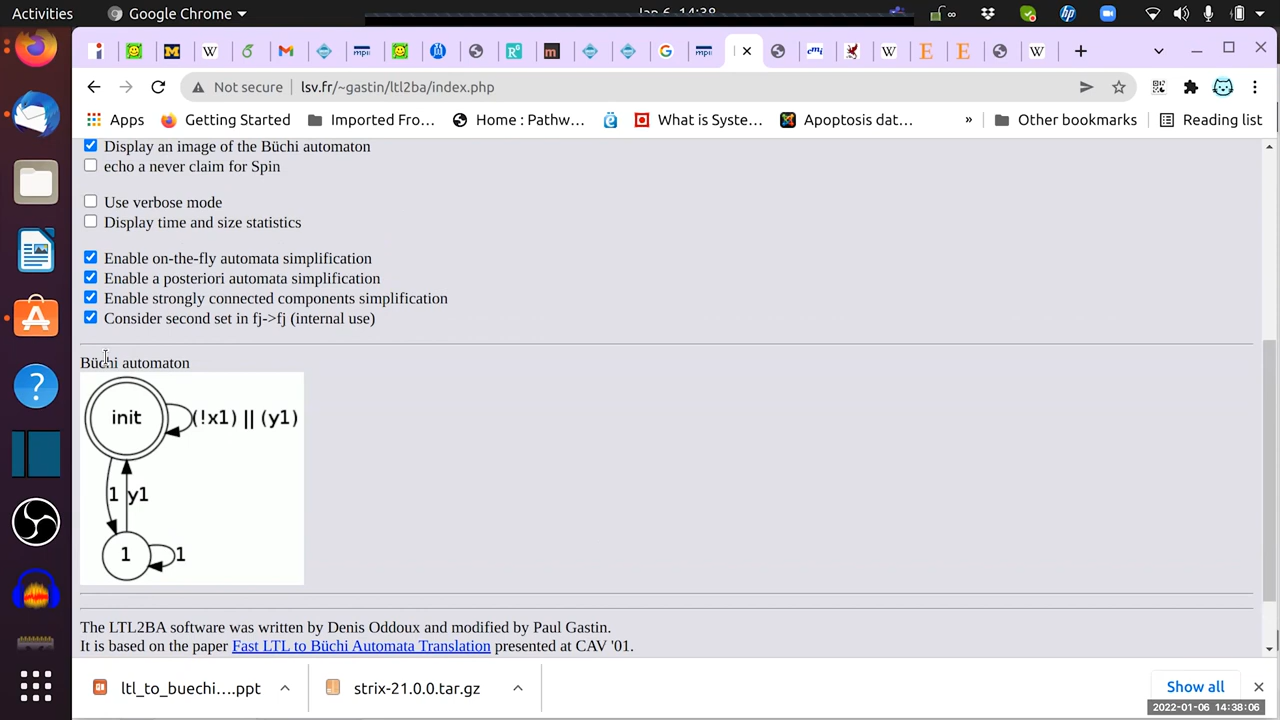 Activities
Google Chrome
Jan 6 14:38
Not secure
lsv.fr/~gastin/ltl2ba/index.php
Apps
Getting Started
Imported Fro...
Home : Pathw...
What is Syste...
Apoptosis dat...
»
Other bookmarks
Reading list
Display an image of the Büchi automaton
echo a never claim for Spin
Use verbose mode
Display time and size statistics
Enable on-the-fly automata simplification
Enable a posteriori automata simplification
Enable strongly connected components simplification
Consider second set in fj->fj (internal use)
Büchi automaton
init
(!x1) || (y1)
1
y1
1
1
The LTL2BA software was written by Denis Oddoux and modified by Paul Gastin.
It is based on the paper Fast LTL to Büchi Automata Translation presented at CAV '01.
ltl_to_buechi....ppt
strix-21.0.0.tar.gz
Show all
2022-01-06 14:38:06